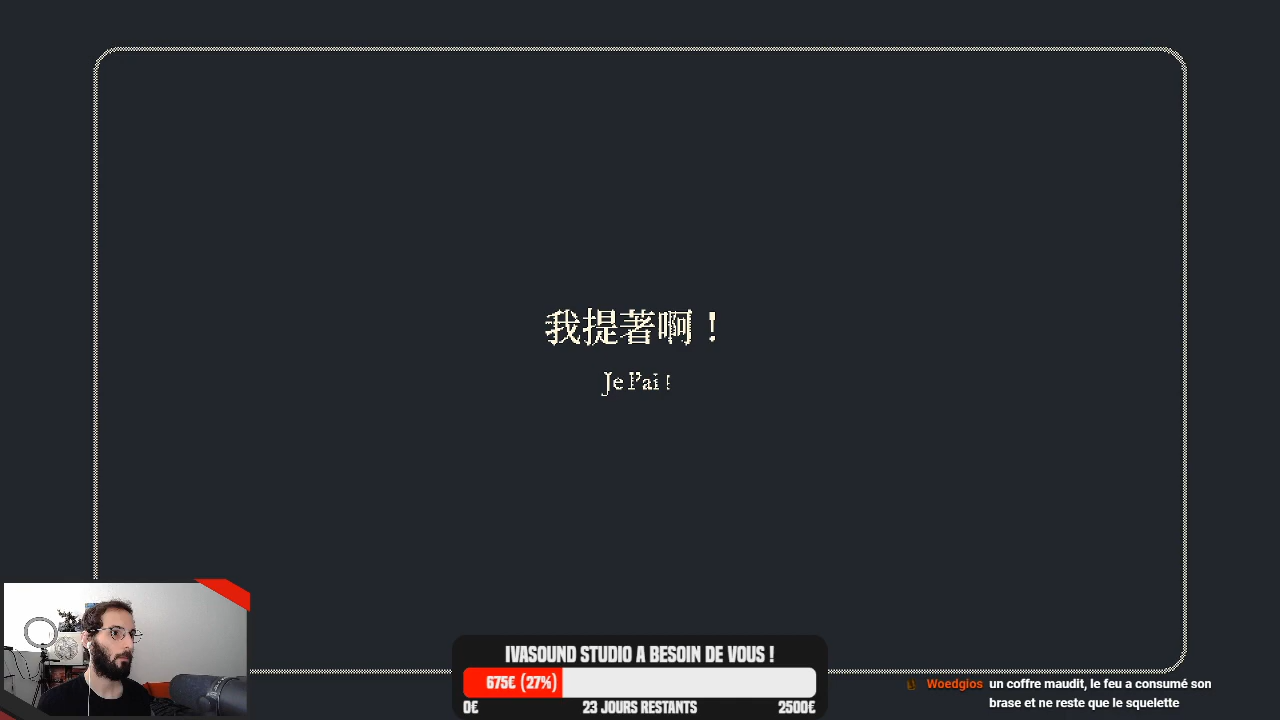 我提著啊！
Je l'ai !
IVASOUND STUDIO A BESOIN DE VOUS !
675€ (27%)
0€ 23 JOURS RESTANTS 2500€
Woedgios un coffre maudit, le feu a consumé son
brase et ne reste que le squelette